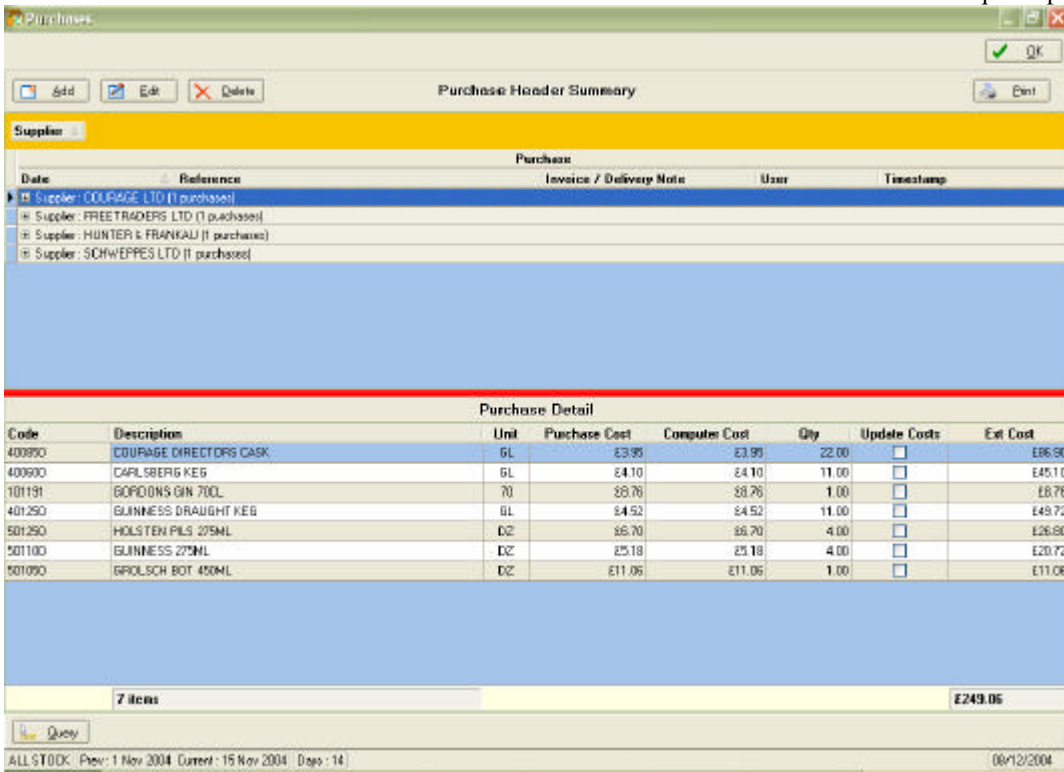 Purchases
OK
Add Edit Delete Purchase Header Summary Print
Supplier
Purchase
Date Reference Invoice / Delivery Note User Timestamp
Supplier : COURAGE LTD (1 purchases)
Supplier : FREETRADERS LTD (1 purchases)
Supplier : HUNTER & FRANKAU (1 purchases)
Supplier : SCHWEPPES LTD (1 purchases)
Purchase Detail
Code Description Unit Purchase Cost Computer Cost Qty Update Costs Ext Cost
400850 COURAGE DIRECTORS CASK GL £3.95 £3.95 22.00 £86.90
400600 CARLSBERG KEG GL £4.10 £4.10 11.00 £45.10
101191 GORDONS GIN 70CL 70 £8.76 £8.76 1.00 £8.76
401250 GUINNESS DRAUGHT KEG GL £4.52 £4.52 11.00 £49.72
501250 HOLSTEN PILS 275ML DZ £6.70 £6.70 4.00 £26.80
501100 GUINNESS 275ML DZ £5.18 £5.18 4.00 £20.72
501050 GROLSCH BOT 450ML DZ £11.06 £11.06 1.00 £11.06
7 items £249.06
Query
ALL STOCK Prev : 1 Nov 2004 Current : 15 Nov 2004 Days : 14 08/12/2004